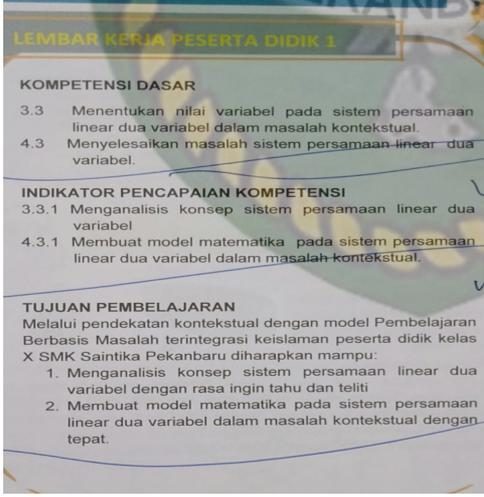 LEMBAR KERJA PESERTA DIDIK 1
KOMPETENSI DASAR
3.3 Menentukan nilai variabel pada sistem persamaan
linear dua variabel dalam masalah kontekstual.
4.3 Menyelesaikan masalah sistem persamaan linear dua
variabel.
INDIKATOR PENCAPAIAN KOMPETENSI
3.3.1 Menganalisis konsep sistem persamaan linear dua
variabel
4.3.1 Membuat model matematika pada sistem persamaan
linear dua variabel dalam masalah kontekstual.
TUJUAN PEMBELAJARAN
Melalui pendekatan kontekstual dengan model Pembelajaran
Berbasis Masalah terintegrasi keislaman peserta didik kelas
X SMK Saintika Pekanbaru diharapkan mampu:
1. Menganalisis konsep sistem persamaan linear dua
variabel dengan rasa ingin tahu dan teliti
2. Membuat model matematika pada sistem persamaan
linear dua variabel dalam masalah kontekstual dengan
tepat.